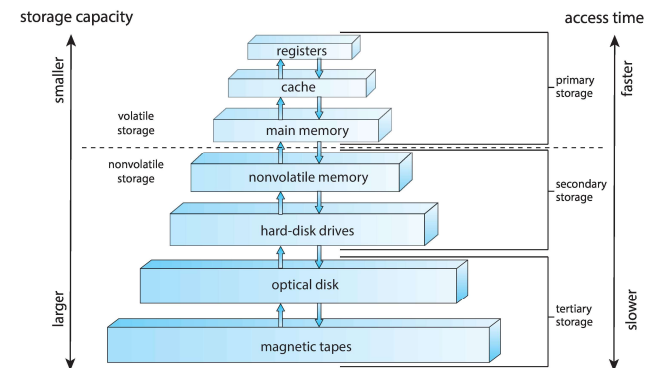 storage capacity
access time
smaller
larger
registers
cache
main memory
nonvolatile memory
hard-disk drives
optical disk
magnetic tapes
volatile
storage
nonvolatile
storage
primary
storage
secondary
storage
tertiary
storage
faster
slower